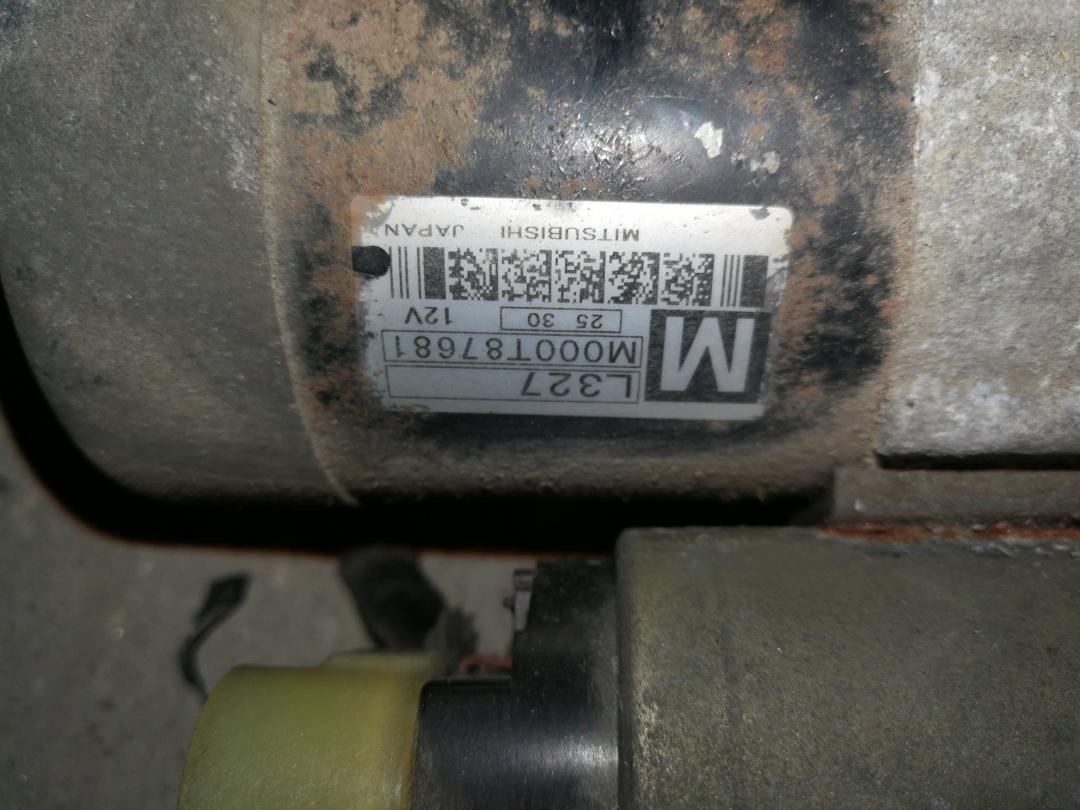 L327
M000T87681
M
25 30 12V
MITSUBISHI JAPAN